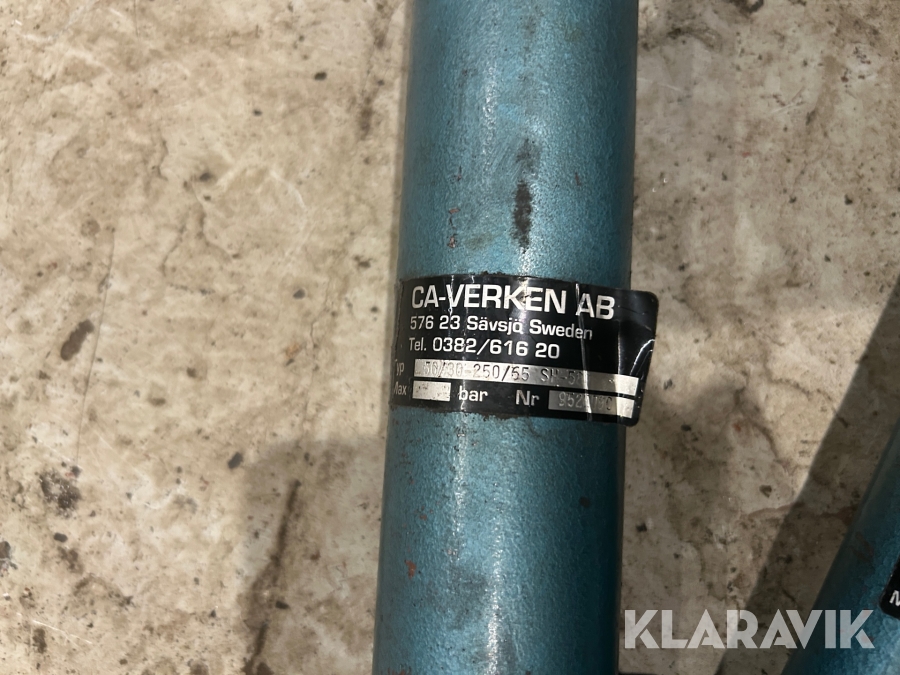 CA-VERKEN AB
576 23 Sävsjö Sweden
Tel. 0382/616 20
Typ
Max bar Nr
KLARAVIK